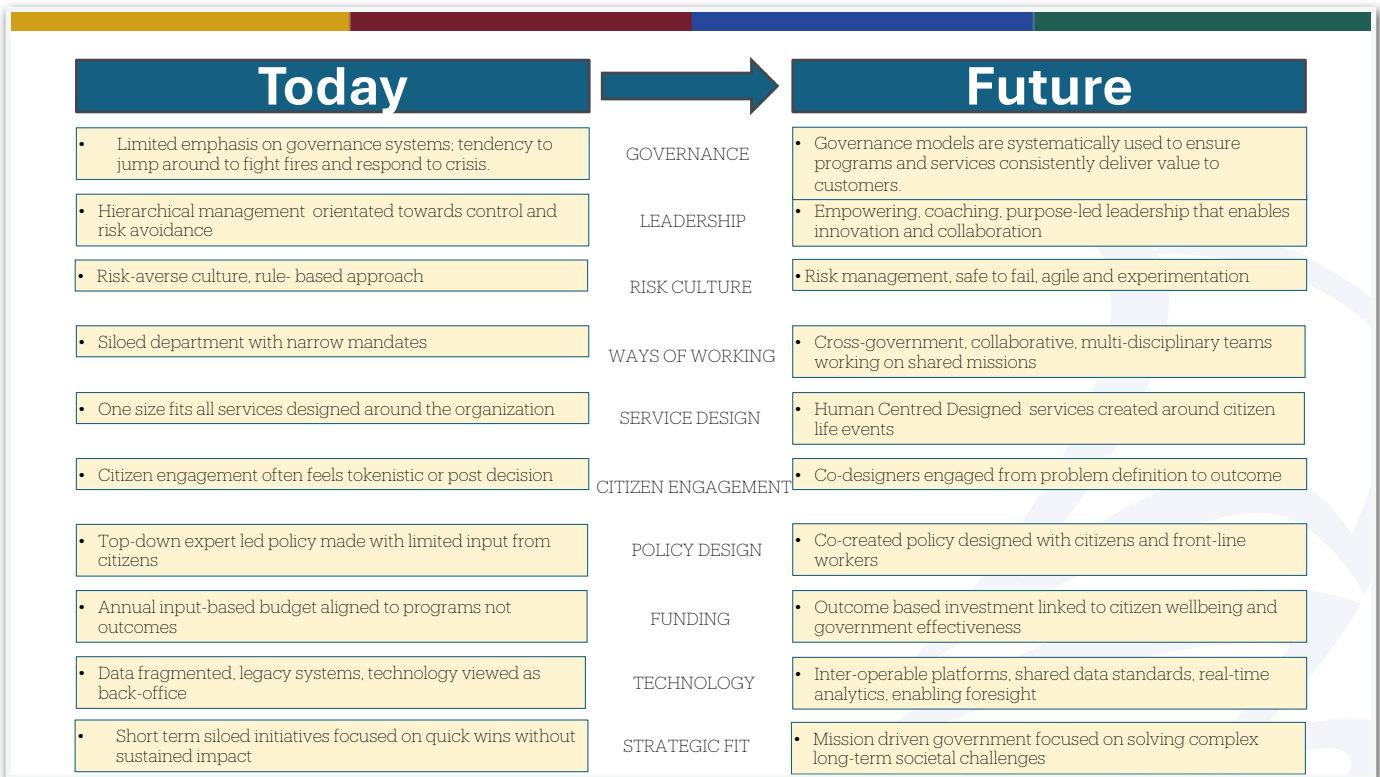 Today
Future
• Limited emphasis on governance systems; tendency to
jump around to fight fires and respond to crisis.
GOVERNANCE
• Governance models are systematically used to ensure
programs and services consistently deliver value to
customers.
• Hierarchical management orientated towards control and
risk avoidance
LEADERSHIP
• Empowering, coaching, purpose-led leadership that enables
innovation and collaboration
• Risk-averse culture, rule- based approach
RISK CULTURE
• Risk management, safe to fail, agile and experimentation
• Siloed department with narrow mandates
WAYS OF WORKING
• Cross-government, collaborative, multi-disciplinary teams
working on shared missions
• One size fits all services designed around the organization
SERVICE DESIGN
• Human Centred Designed services created around citizen
life events
• Citizen engagement often feels tokenistic or post decision
CITIZEN ENGAGEMENT
• Co-designers engaged from problem definition to outcome
• Top-down expert led policy made with limited input from
citizens
POLICY DESIGN
• Co-created policy designed with citizens and front-line
workers
• Annual input-based budget aligned to programs not
outcomes
FUNDING
• Outcome based investment linked to citizen wellbeing and
government effectiveness
• Data fragmented, legacy systems, technology viewed as
back-office
TECHNOLOGY
• Inter-operable platforms, shared data standards, real-time
analytics, enabling foresight
• Short term siloed initiatives focused on quick wins without
sustained impact
STRATEGIC FIT
• Mission driven government focused on solving complex
long-term societal challenges